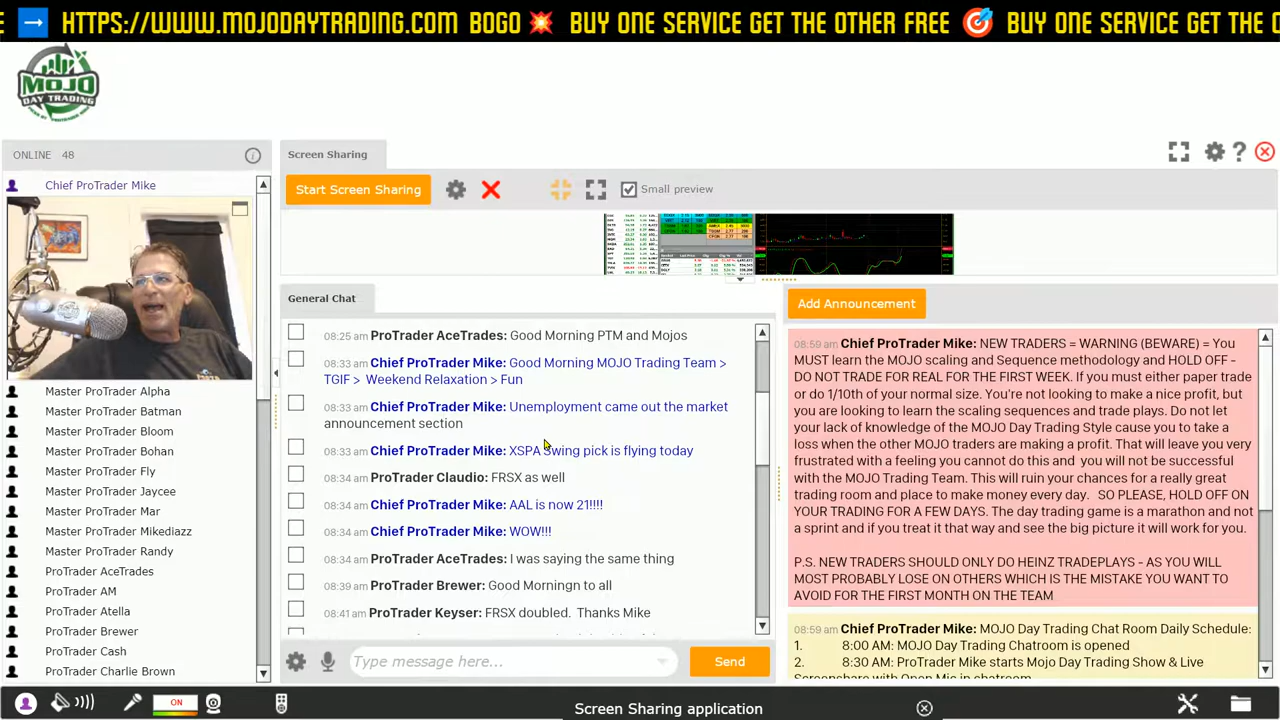 E ➡ HTTPS://WWW.MOJODAYTRADING.COM BOGO💥 BUY ONE SERVICE GET THE OTHER FREE 🎯 BUY ONE SERVICE GET THE
MOJO
DAY TRADING
ONLINE 48
Chief ProTrader Mike
Master ProTrader Alpha
Master ProTrader Batman
Master ProTrader Bloom
Master ProTrader Bohan
Master ProTrader Fly
Master ProTrader Jaycee
Master ProTrader Mar
Master ProTrader Mikediazz
Master ProTrader Randy
ProTrader AceTrades
ProTrader AM
ProTrader Atella
ProTrader Brewer
ProTrader Cash
ProTrader Charlie Brown
Screen Sharing
Start Screen Sharing
Small preview
General Chat
08:25 am ProTrader AceTrades: Good Morning PTM and Mojos
08:33 am Chief ProTrader Mike: Good Morning MOJO Trading Team >
TGIF > Weekend Relaxation > Fun
08:33 am Chief ProTrader Mike: Unemployment came out the market
announcement section
08:33 am Chief ProTrader Mike: XSPA Swing pick is flying today
08:34 am ProTrader Claudio: FRSX as well
08:34 am Chief ProTrader Mike: AAL is now 21!!!!
08:34 am Chief ProTrader Mike: WOW!!!
08:34 am ProTrader AceTrades: I was saying the same thing
08:39 am ProTrader Brewer: Good Morningn to all
08:41 am ProTrader Keyser: FRSX doubled. Thanks Mike
Type message here...
Send
Add Announcement
08:59 am Chief ProTrader Mike: NEW TRADERS = WARNING (BEWARE) = You
MUST learn the MOJO scaling and Sequence methodology and HOLD OFF -
DO NOT TRADE FOR REAL FOR THE FIRST WEEK. If you must either paper trade
or do 1/10th of your normal size. You're not looking to make a nice profit, but
you are looking to learn the scaling sequences and trade plays. Do not let
your lack of knowledge of the MOJO Day Trading Style cause you to take a
loss when the other MOJO traders are making a profit. That will leave you very
frustrated with a feeling you cannot do this and you will not be successful
with the MOJO Trading Team. This will ruin your chances for a really great
trading room and place to make money every day. SO PLEASE, HOLD OFF ON
YOUR TRADING FOR A FEW DAYS. The day trading game is a marathon and not
a sprint and if you treat it that way and see the big picture it will work for you.
P.S. NEW TRADERS SHOULD ONLY DO HEINZ TRADEPLAYS - AS YOU WILL
MOST PROBABLY LOSE ON OTHERS WHICH IS THE MISTAKE YOU WANT TO
AVOID FOR THE FIRST MONTH ON THE TEAM
08:59 am Chief ProTrader Mike: MOJO Day Trading Chat Room Daily Schedule:
1. 8:00 AM: MOJO Day Trading Chatroom is opened
2. 8:30 AM: ProTrader Mike starts Mojo Day Trading Show & Live
Screenshare with Open Mic in chatroom
ON
Screen Sharing application